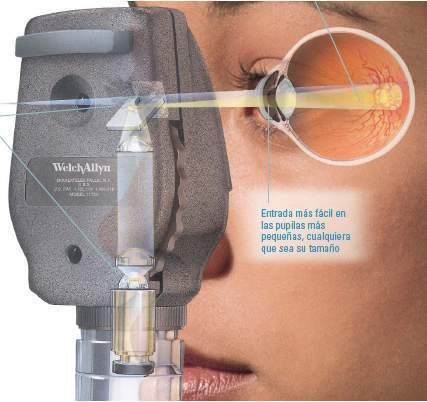 WelchAllyn
Entrada más fácil en
las pupilas más
pequeñas, cualquiera
que sea su tamaño